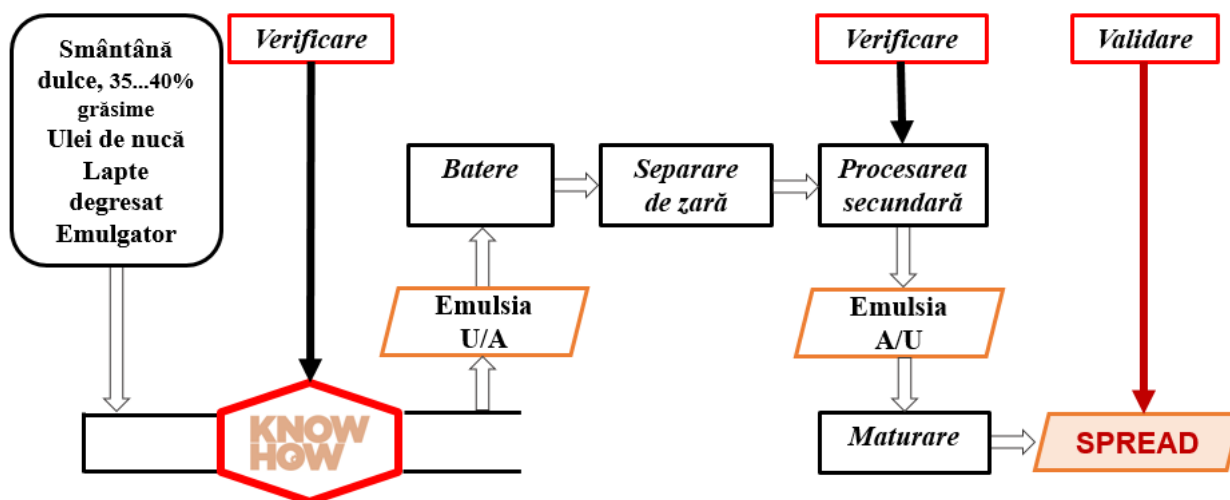 Smântână
dulce, 35...40%
grăsime
Ulei de nucă
Lapte
degresat
Emulgator
Verificare
Verificare
Validare
Batere
Separare
de zară
Procesarea
secundară
Emulsia
U/A
Emulsia
A/U
KNOW
HOW
Maturare
SPREAD